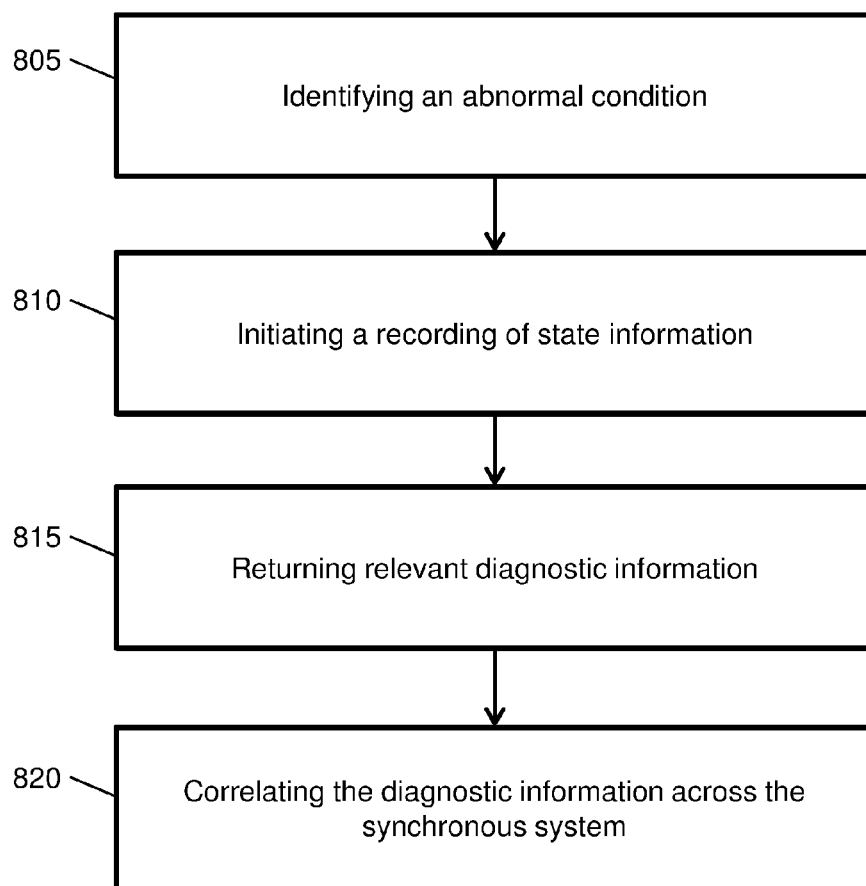 805
Identifying an abnormal condition
810
Initiating a recording of state information
815
Returning relevant diagnostic information
820
Correlating the diagnostic information across the
synchronous system